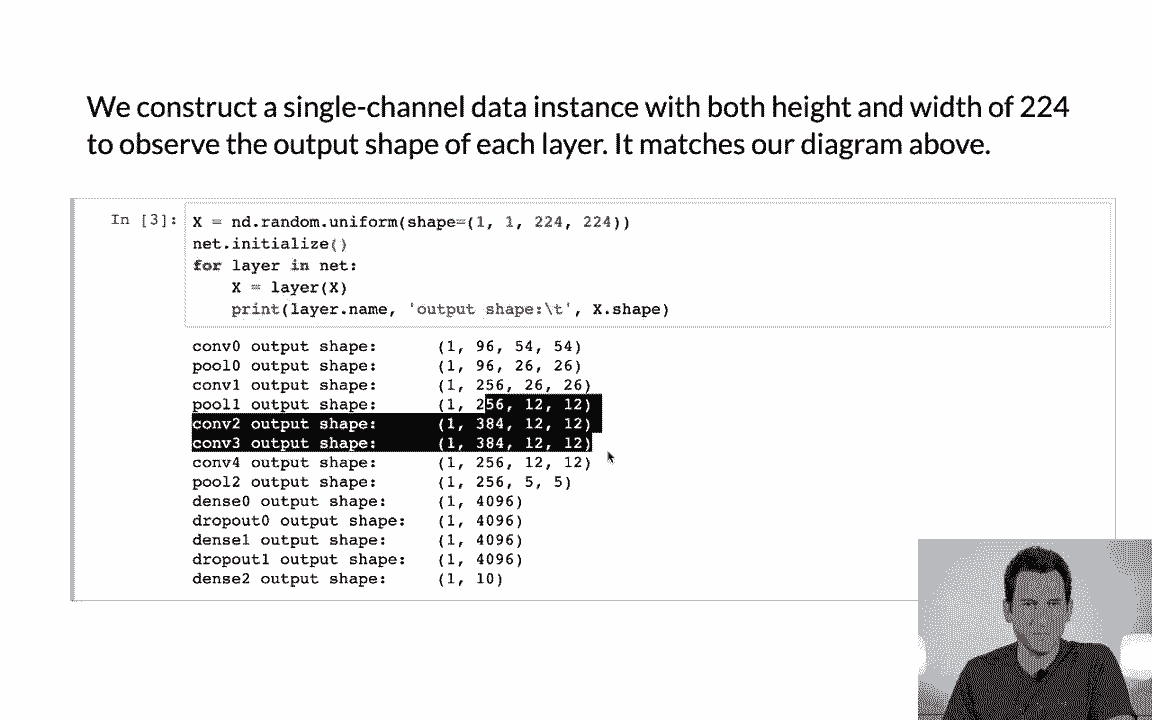 We construct a single-channel data instance with both height and width of 224
to observe the output shape of each layer. It matches our diagram above.
In [3]: X = nd.random.uniform(shape=(1, 1, 224, 224))
net.initialize()
for layer in net:
    X = layer(X)
    print(layer.name, 'output shape:\t', X.shape)
conv0 output shape: (1, 96, 54, 54)
pool0 output shape: (1, 96, 26, 26)
conv1 output shape: (1, 256, 26, 26)
pool1 output shape: (1, 256, 12, 12)
conv2 output shape: (1, 384, 12, 12)
conv3 output shape: (1, 384, 12, 12)
conv4 output shape: (1, 256, 12, 12)
pool2 output shape: (1, 256, 5, 5)
dense0 output shape: (1, 4096)
dropout0 output shape: (1, 4096)
dense1 output shape: (1, 4096)
dropout1 output shape: (1, 4096)
dense2 output shape: (1, 10)